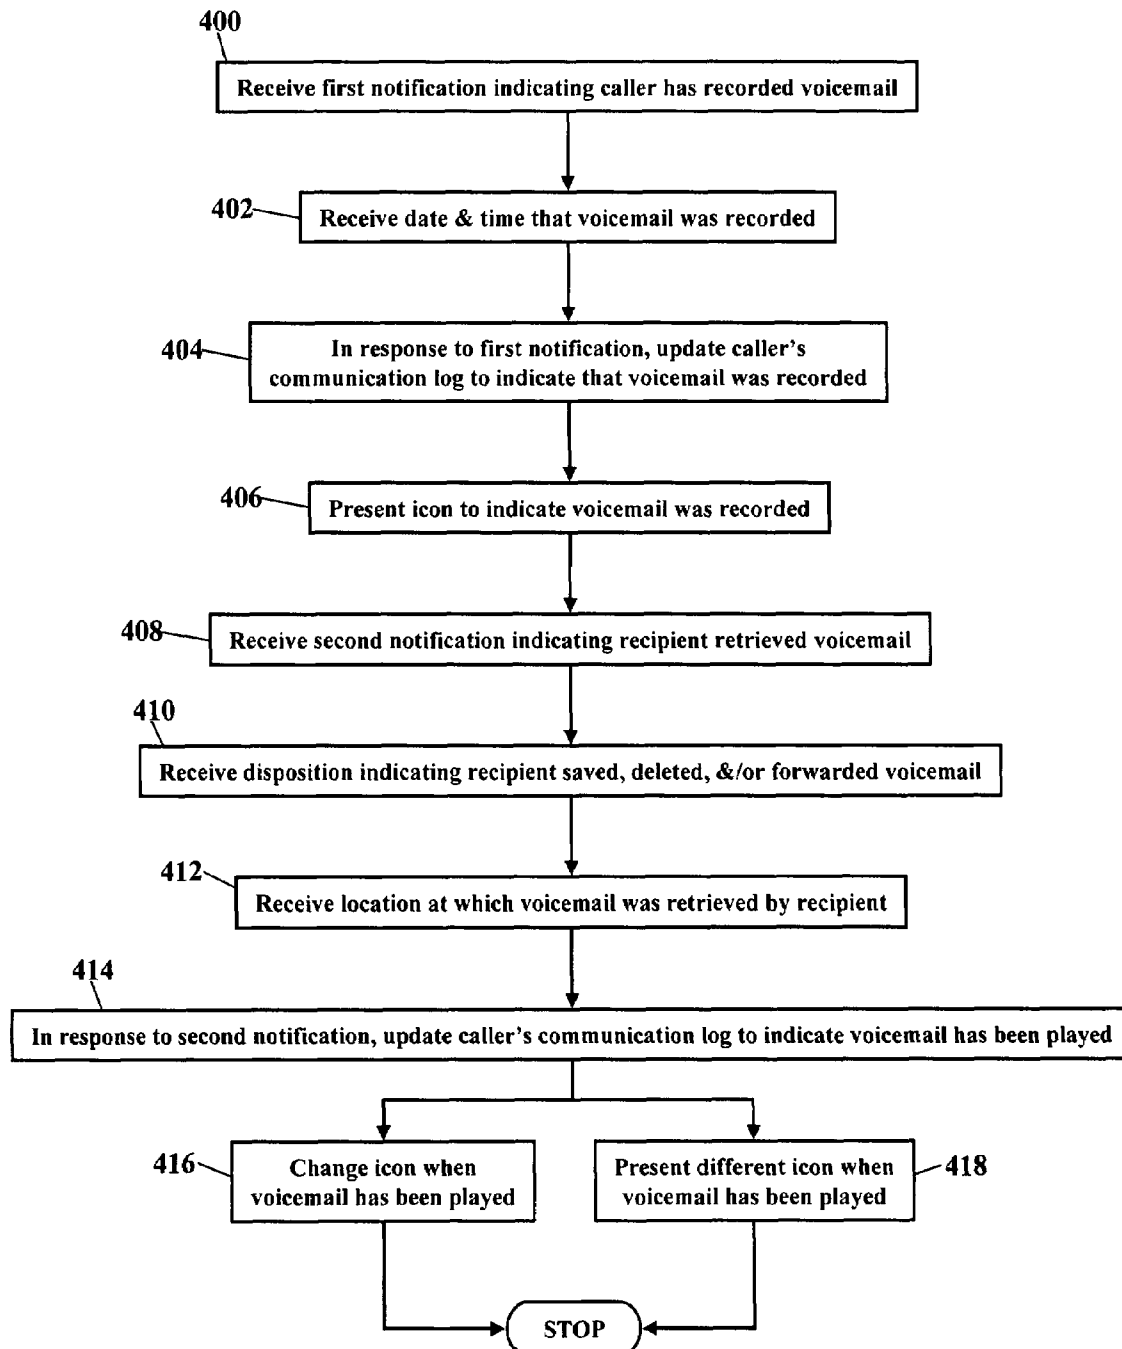 400
Receive first notification indicating caller has recorded voicemail
402
Receive date & time that voicemail was recorded
404
In response to first notification, update caller's
communication log to indicate that voicemail was recorded
406
Present icon to indicate voicemail was recorded
408
Receive second notification indicating recipient retrieved voicemail
410
Receive disposition indicating recipient saved, deleted, &/or forwarded voicemail
412
Receive location at which voicemail was retrieved by recipient
414
In response to second notification, update caller's communication log to indicate voicemail has been played
416
Change icon when
voicemail has been played
Present different icon when
voicemail has been played
418
STOP